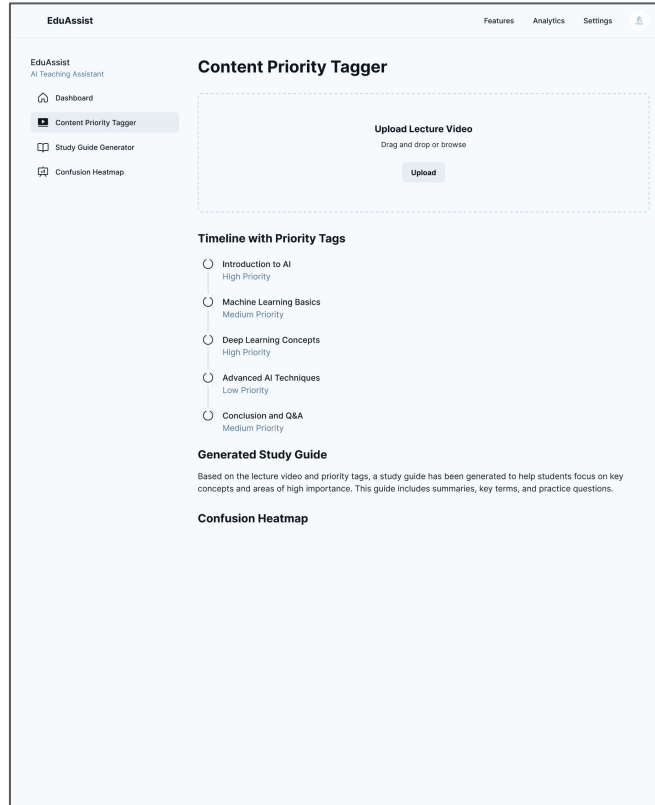 EduAssist
Features
Analytics
Settings
EduAssist
AI Teaching Assistant
Dashboard
Content Priority Tagger
Study Guide Generator
Confusion Heatmap
Content Priority Tagger
Upload Lecture Video
Drag and drop or browse
Upload
Timeline with Priority Tags
Introduction to AI
High Priority
Machine Learning Basics
Medium Priority
Deep Learning Concepts
High Priority
Advanced AI Techniques
Low Priority
Conclusion and Q&A
Medium Priority
Generated Study Guide
Based on the lecture video and priority tags, a study guide has been generated to help students focus on key
concepts and areas of high importance. This guide includes summaries, key terms, and practice questions.
Confusion Heatmap